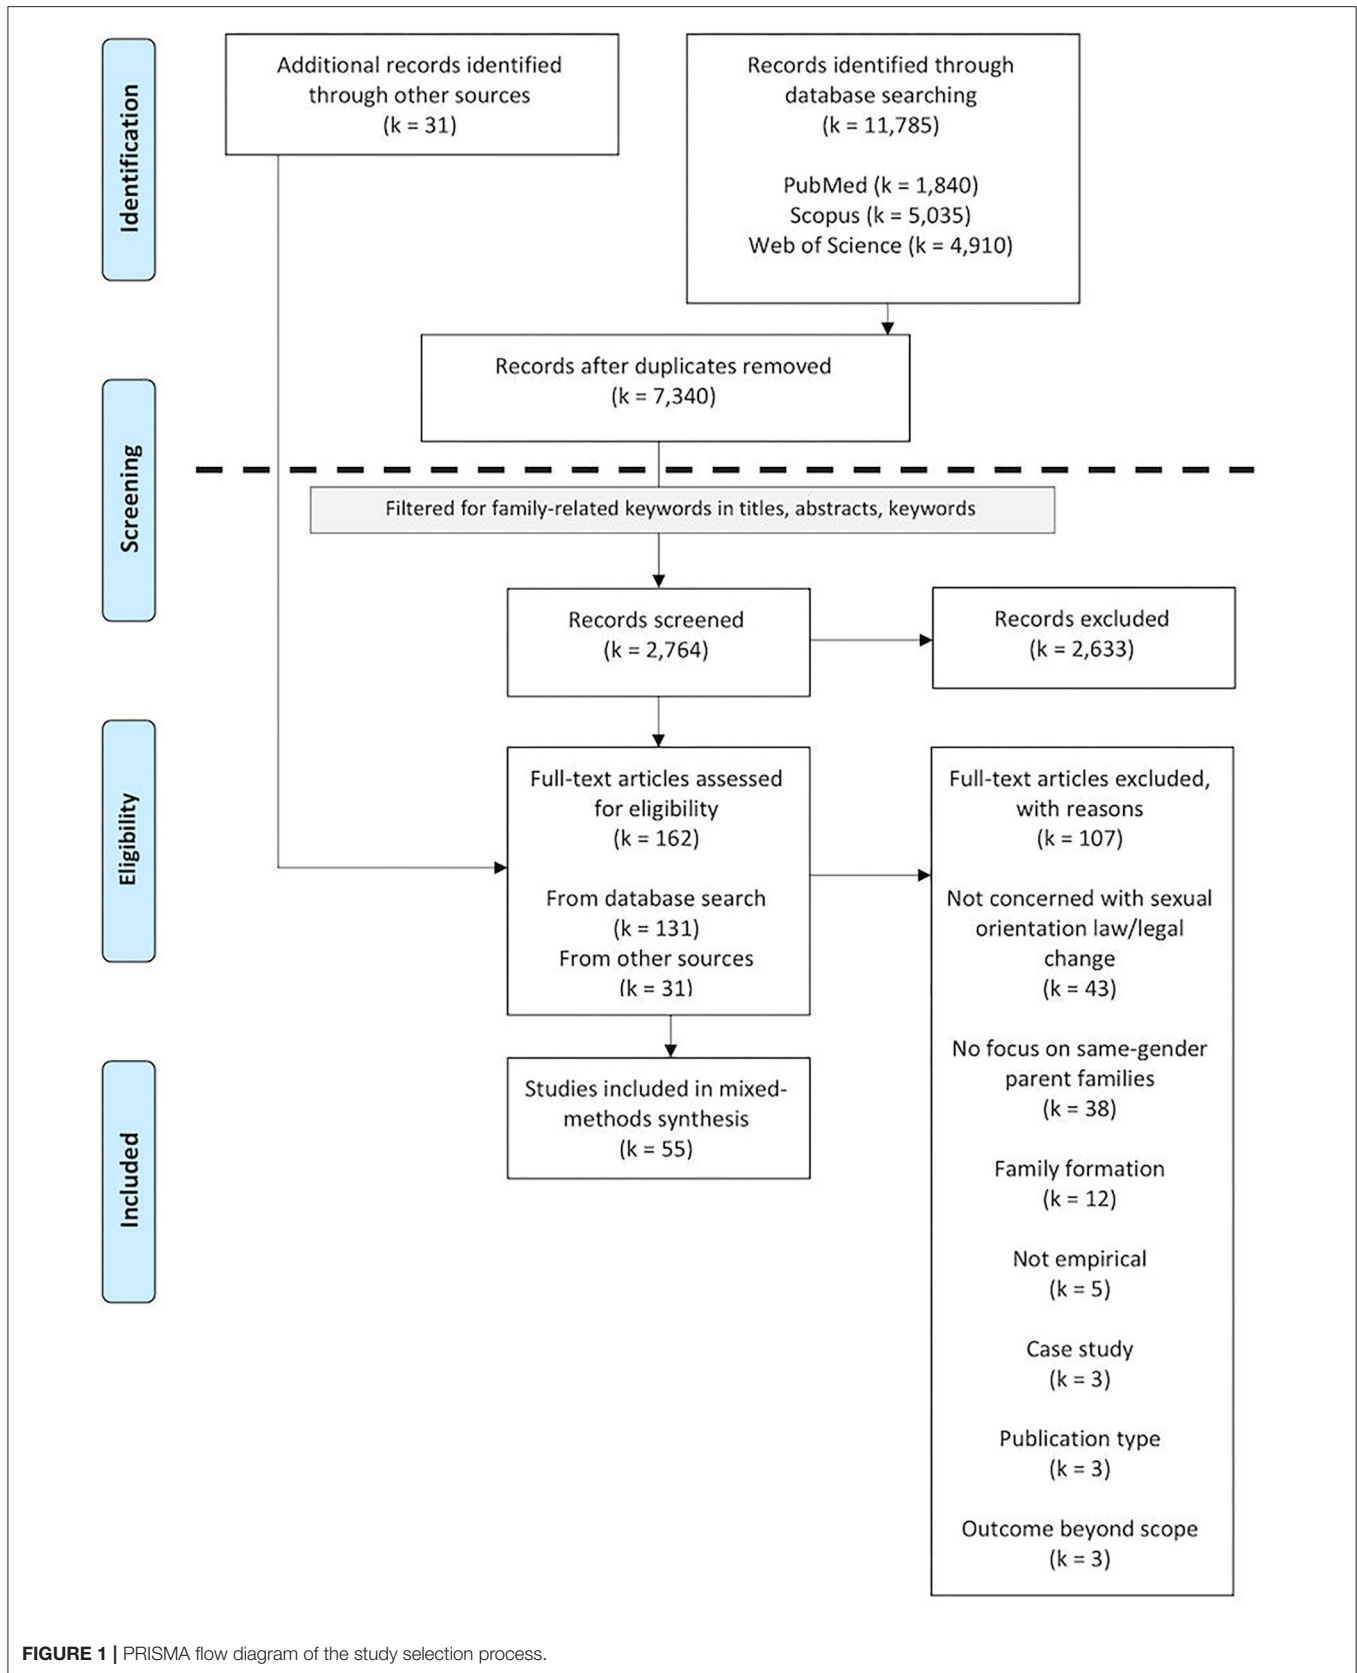 Identification
Additional records identified
through other sources
(k = 31)
Records identified through
database searching
(k = 11,785)
PubMed (k = 1,840)
Scopus (k = 5,035)
Web of Science (k = 4,910)
Records after duplicates removed
(k = 7,340)
Screening
Filtered for family-related keywords in titles, abstracts, keywords
Records screened
(k = 2,764)
Records excluded
(k = 2,633)
Eligibility
Full-text articles assessed
for eligibility
(k = 162)
From database search
(k = 131)
From other sources
(k = 31)
Full-text articles excluded,
with reasons
(k = 107)
Not concerned with sexual
orientation law/legal
change
(k = 43)
No focus on same-gender
parent families
(k = 38)
Family formation
(k = 12)
Not empirical
(k = 5)
Case study
(k = 3)
Publication type
(k = 3)
Outcome beyond scope
(k = 3)
Included
Studies included in mixed-
methods synthesis
(k = 55)
FIGURE 1 | PRISMA flow diagram of the study selection process.